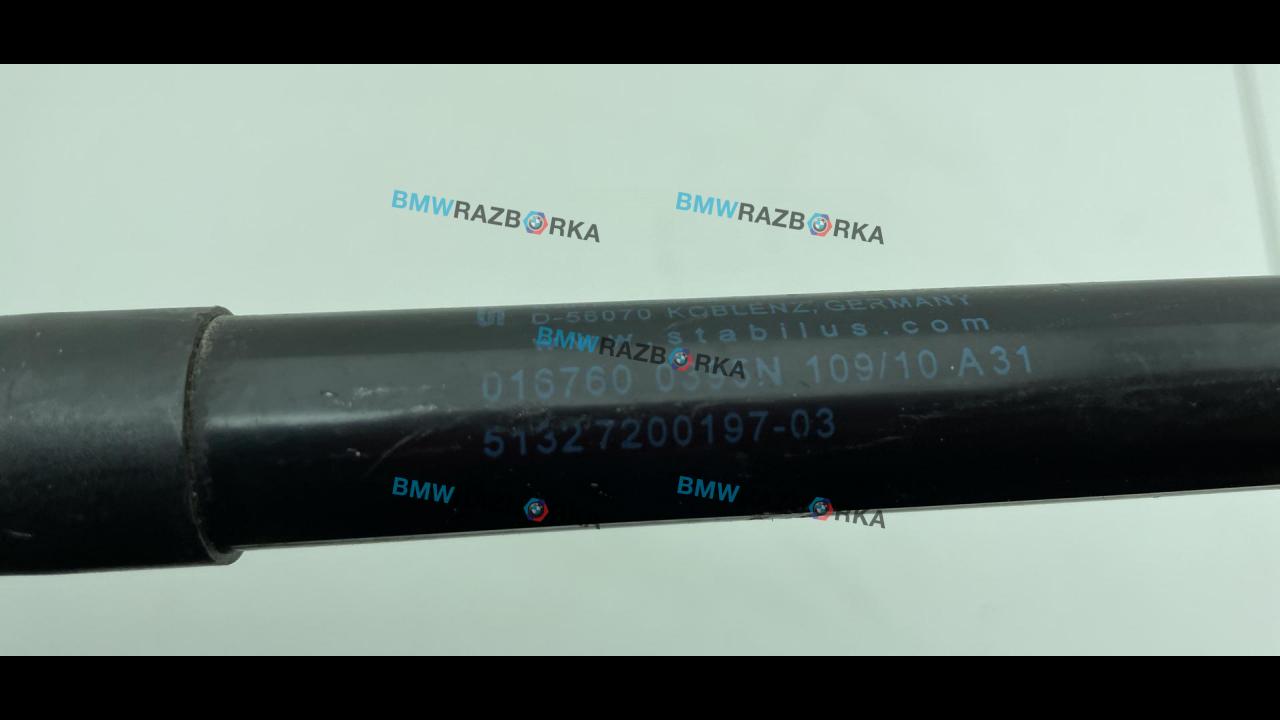 BMWRAZBORKA
BMWRAZBORKA
D-56070 KOBLENZ, GERMANY
stabilus.com
BMWRAZBORKA
016760 109/10 A31
51327200197-03
BMW
BMW RKA